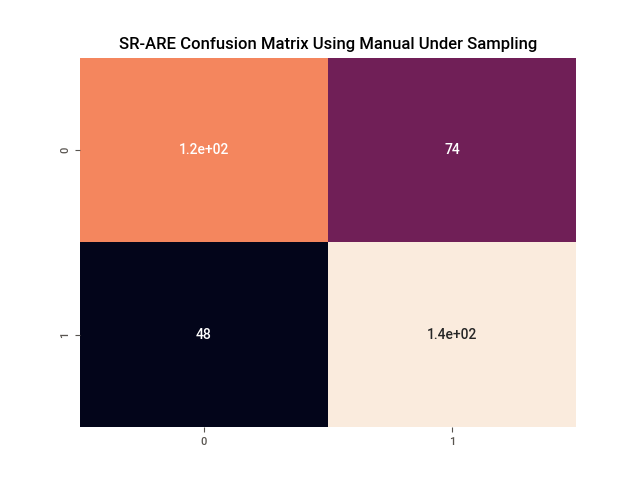 SR-ARE Confusion Matrix Using Manual Under Sampling
0
1.2e+02
74
1
48
1.4e+02
0
1